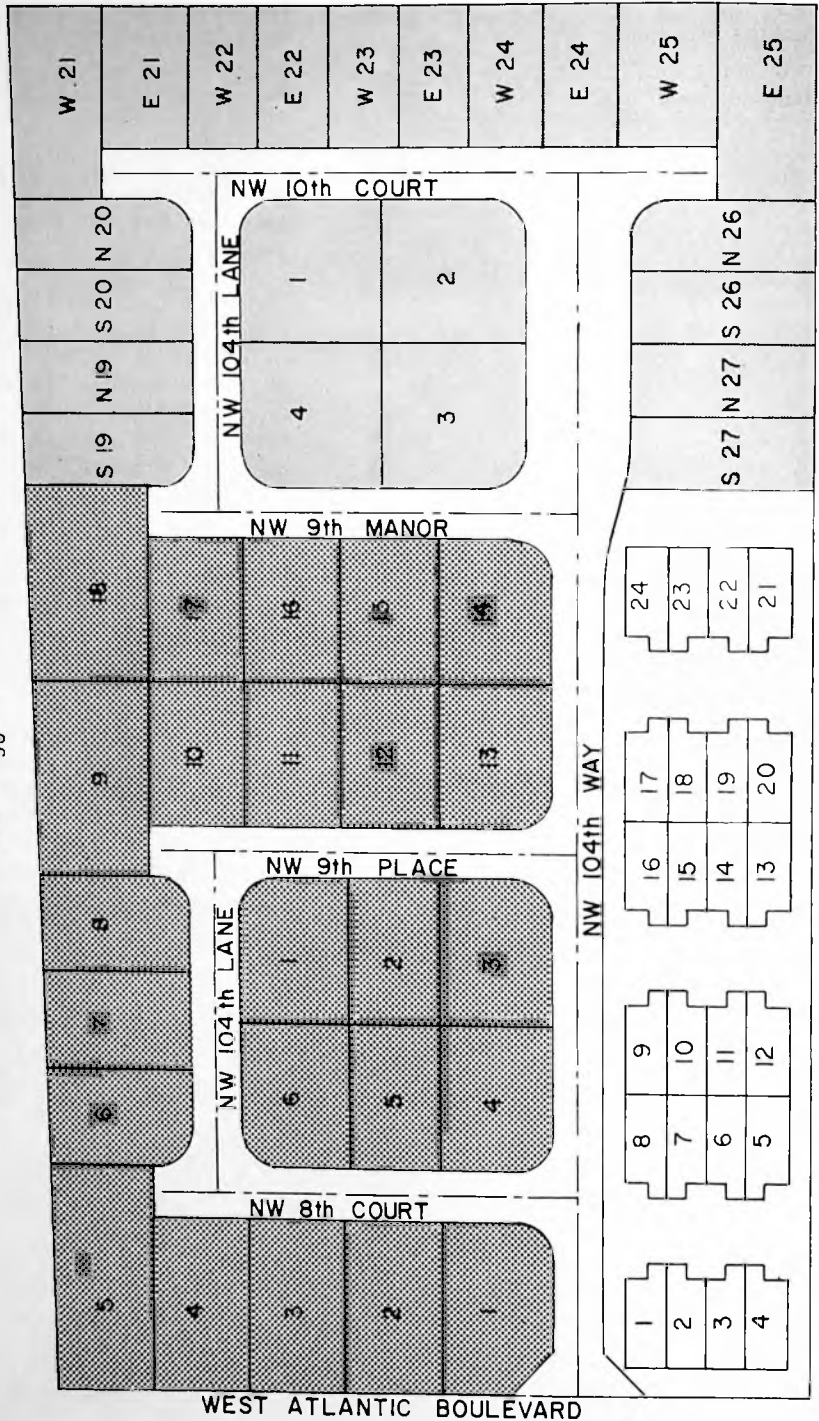 W 21
E 21
W 22
E 22
W 23
E 23
W 24
E 24
W 25
E 25
NW 10th COURT
N 20
S 20
N 19
S 19
NW 104th LANE
1
2
4
3
N 26
S 26
N 27
S 27
NW 9th MANOR
18
17
16
15
14
9
10
11
12
13
NW 104th WAY
24
23
22
21
17
18
19
20
16
15
14
13
NW 9th PLACE
8
7
6
NW 104th LANE
1
2
3
6
5
4
9
10
11
12
8
7
6
5
NW 8th COURT
5
4
3
2
1
1
2
3
4
WEST ATLANTIC BOULEVARD